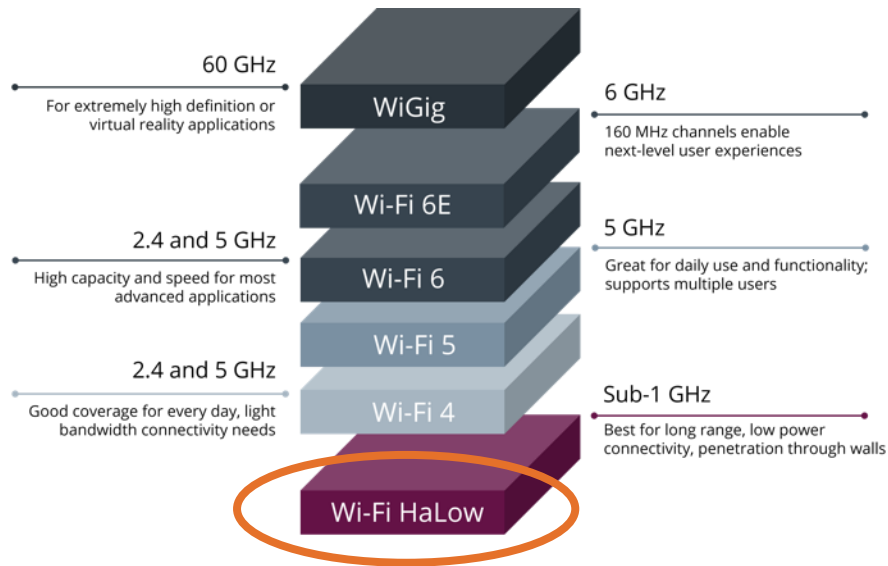 60 GHz
For extremely high definition or
virtual reality applications
WiGig
6 GHz
160 MHz channels enable
next-level user experiences
Wi-Fi 6E
2.4 and 5 GHz
High capacity and speed for most
advanced applications
Wi-Fi 6
5 GHz
Great for daily use and functionality;
supports multiple users
Wi-Fi 5
2.4 and 5 GHz
Good coverage for every day, light
bandwidth connectivity needs
Wi-Fi 4
Sub-1 GHz
Best for long range, low power
connectivity, penetration through walls
Wi-Fi HaLow